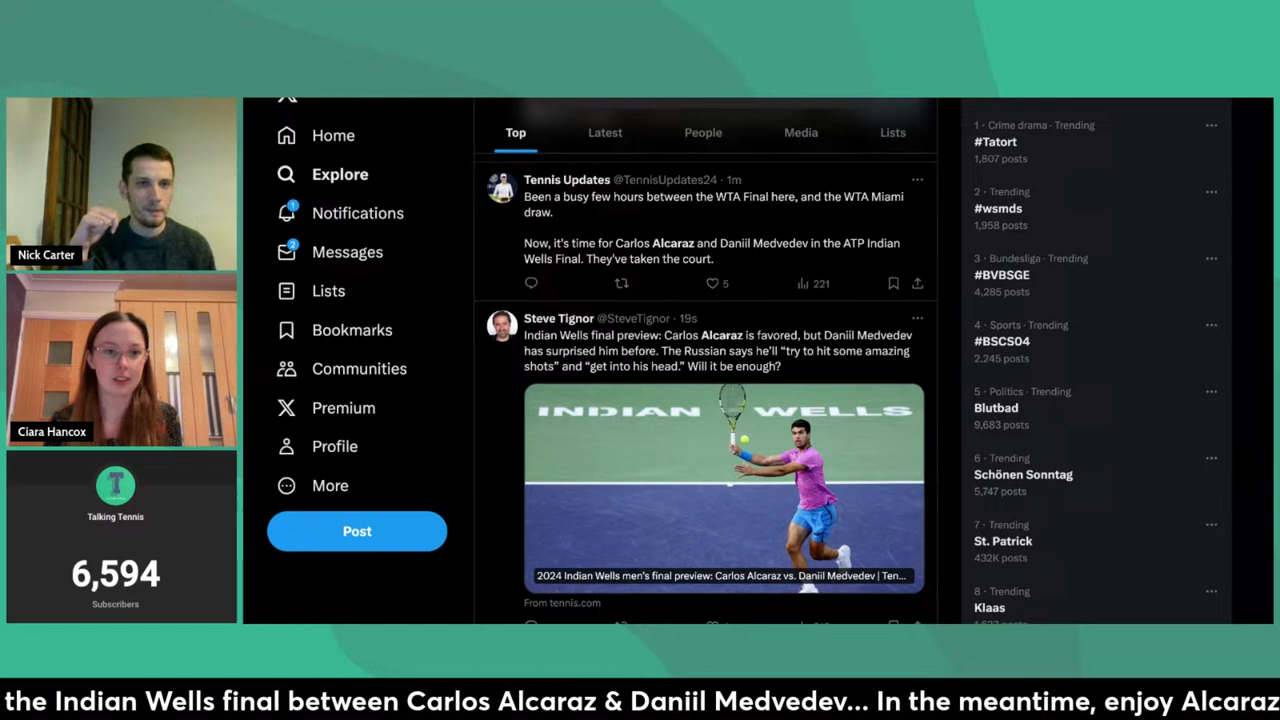 Nick Carter
Ciara Hancox
Talking Tennis
6,594
Subscribers
Home
Explore
1
Notifications
2
Messages
Lists
Bookmarks
Communities
Premium
Profile
More
Post
Top
Latest
People
Media
Lists
Tennis Updates @TennisUpdates24 · 1m
Been a busy few hours between the WTA Final here, and the WTA Miami
draw.
Now, it's time for Carlos Alcaraz and Daniil Medvedev in the ATP Indian
Wells Final. They've taken the court.
5
221
Steve Tignor @SteveTignor · 19s
Indian Wells final preview: Carlos Alcaraz is favored, but Daniil Medvedev
has surprised him before. The Russian says he'll “try to hit some amazing
shots” and “get into his head.” Will it be enough?
INDIAN WELLS
2024 Indian Wells men's final preview: Carlos Alcaraz vs. Daniil Medvedev | Ten...
From tennis.com
1 · Crime drama · Trending
#Tatort
1,807 posts
2 · Trending
#wsmds
1,958 posts
3 · Bundesliga · Trending
#BVBSGE
4,285 posts
4 · Sports · Trending
#BSCS04
2,245 posts
5 · Politics · Trending
Blutbad
9,683 posts
6 · Trending
Schönen Sonntag
5,747 posts
7 · Trending
St. Patrick
432K posts
8 · Trending
Klaas
the Indian Wells final between Carlos Alcaraz & Daniil Medvedev... In the meantime, enjoy Alcaraz